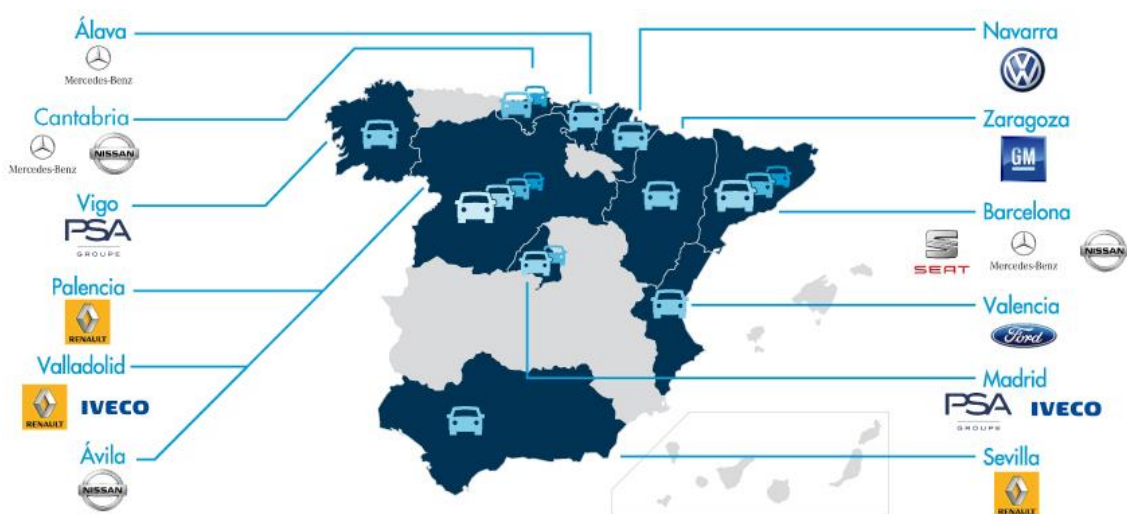 Álava
Mercedes-Benz
Cantabria
Mercedes-Benz
NISSAN
Vigo
PSA
GROUPE
Palencia
RENAULT
Valladolid
RENAULT
IVECO
Ávila
NISSAN
Navarra
Zaragoza
GM
Barcelona
SEAT
Mercedes-Benz
NISSAN
Valencia
Ford
Madrid
PSA
GROUPE
IVECO
Sevilla
RENAULT